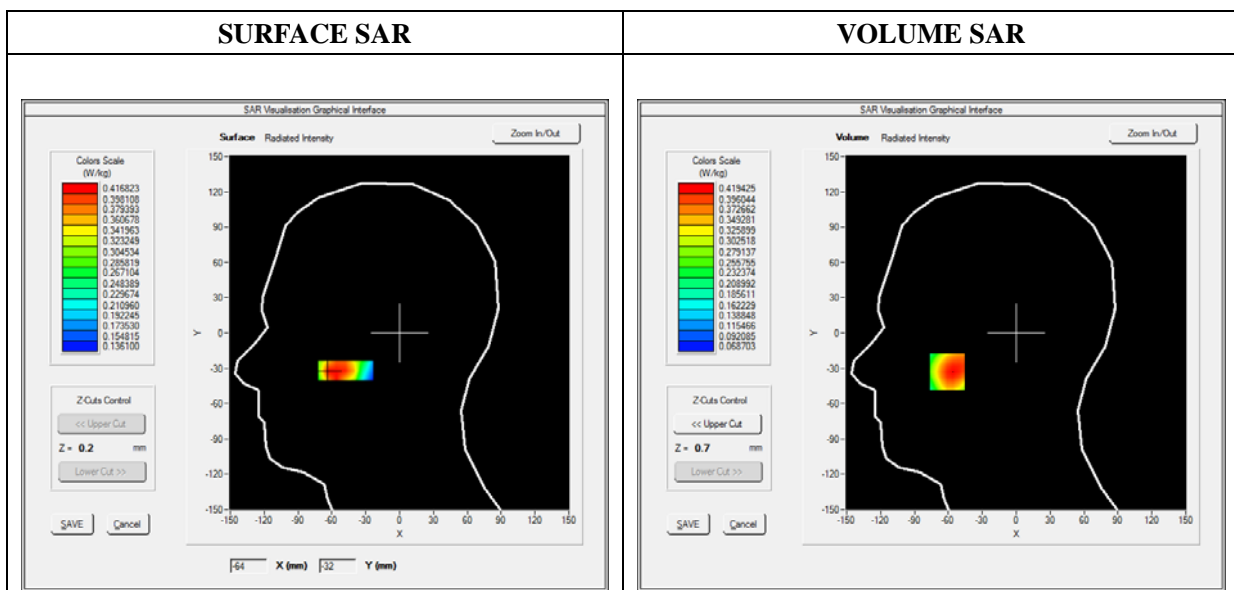 SURFACE SAR
VOLUME SAR
SAR Visualisation Graphical Interface
Surface Radiated Intensity
Zoom In/Out
Colors Scale
(W/kg)
0.416823
0.398108
0.379393
0.360678
0.341963
0.323249
0.304534
0.285819
0.267104
0.248389
0.229674
0.210960
0.192245
0.173530
0.154815
0.136100
Z-Cuts Control
<< Upper Cut
Z = 0.2 mm
Lower Cut >>
SAVE Cancel
150
120
90
60
30
0
-30
-60
-90
-120
-150
Y
-150 -120 -90 -60 -30 0 30 60 90 120 150
X
-64 X (mm) -32 Y (mm)
SAR Visualisation Graphical Interface
Volume Radiated Intensity
Zoom In/Out
Colors Scale
(W/kg)
0.419425
0.396044
0.372662
0.349281
0.325899
0.302518
0.279137
0.255755
0.232374
0.208992
0.185611
0.162229
0.138848
0.115466
0.092085
0.068703
Z-Cuts Control
<< Upper Cut
Z = 0.7 mm
Lower Cut >>
SAVE Cancel
150
120
90
60
30
0
-30
-60
-90
-120
-150
Y
-150 -120 -90 -60 -30 0 30 60 90 120 150
X